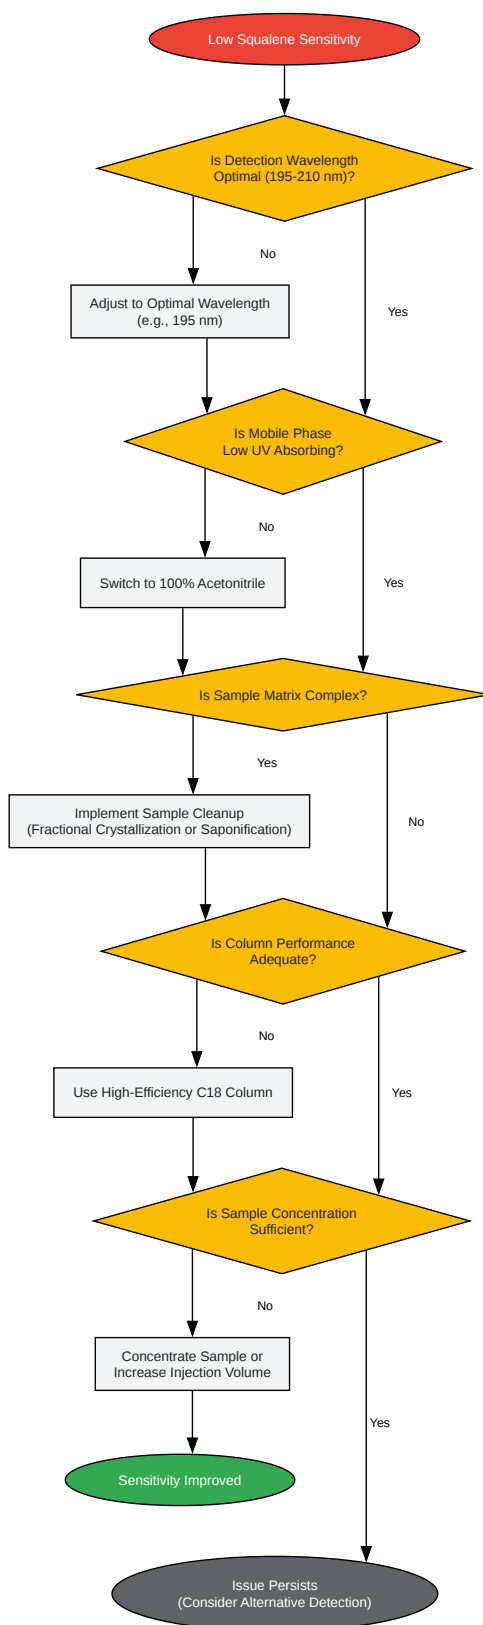 Low Squalene Sensitivity
Is Detection Wavelength
Optimal (195-210 nm)?
No
Adjust to Optimal Wavelength
(e.g., 195 nm)
Yes
Is Mobile Phase
Low UV Absorbing?
No
Switch to 100% Acetonitrile
Yes
Is Sample Matrix Complex?
Yes
Implement Sample Cleanup
(Fractional Crystallization or Saponification)
No
Is Column Performance
Adequate?
No
Use High-Efficiency C18 Column
Yes
Is Sample Concentration
Sufficient?
No
Concentrate Sample or
Increase Injection Volume
Yes
Sensitivity Improved
Issue Persists
(Consider Alternative Detection)